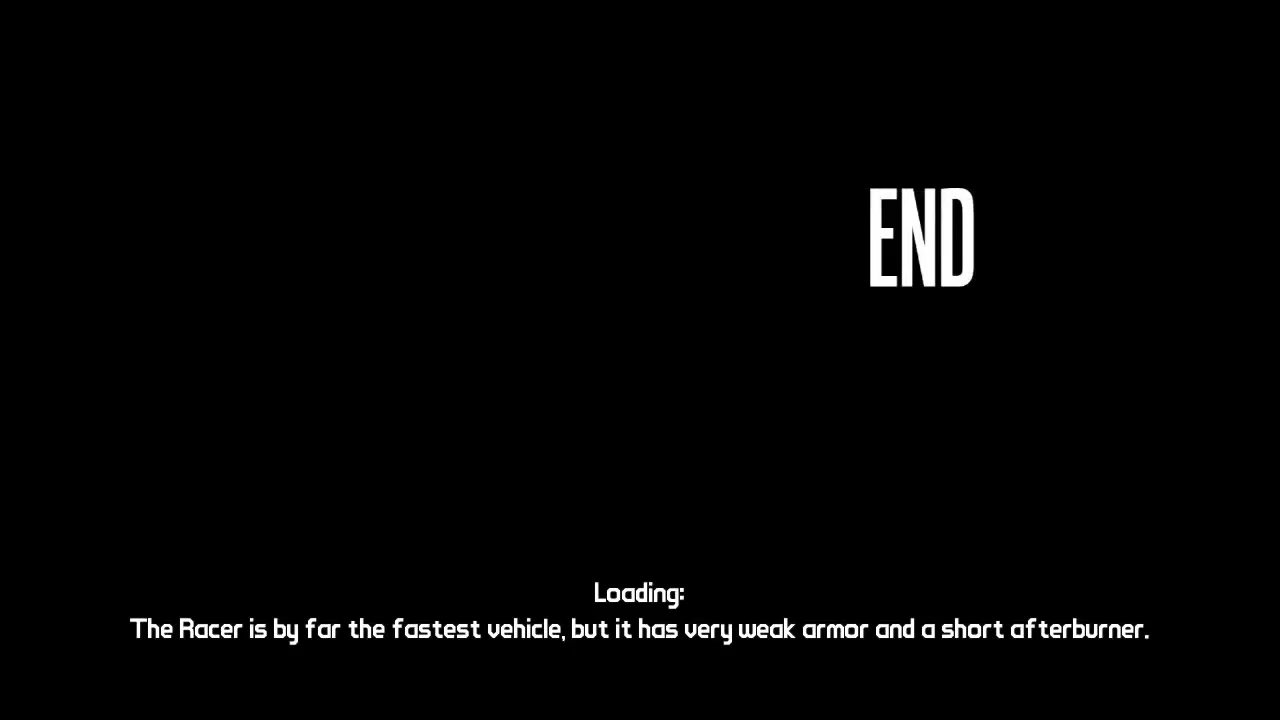 END
Loading:
The Racer is by far the fastest vehicle, but it has very weak armor and a short afterburner.